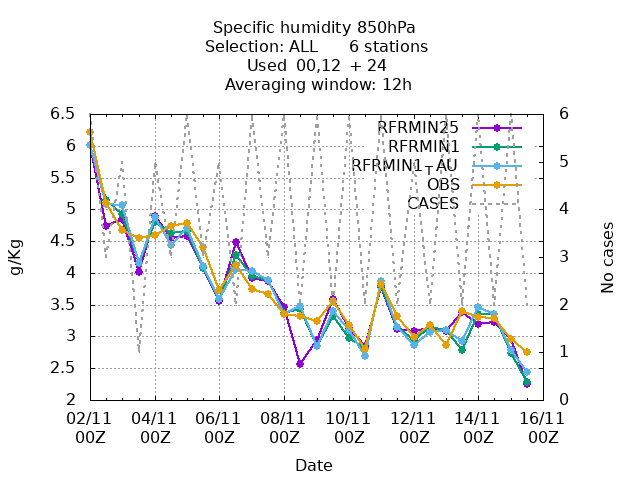 Specific humidity 850hPa
Selection: ALL 6 stations
Used 00,12 + 24
Averaging window: 12h
g/Kg
No cases
6.5
6
5.5
5
4.5
4
3.5
3
2.5
2
6
5
4
3
2
1
0
RFRMIN25
RFRMIN1
RFRMIN1_AU
OBS
CASES
02/11 04/11 06/11 08/11 10/11 12/11 14/11 16/11
00Z 00Z 00Z 00Z 00Z 00Z 00Z 00Z
Date